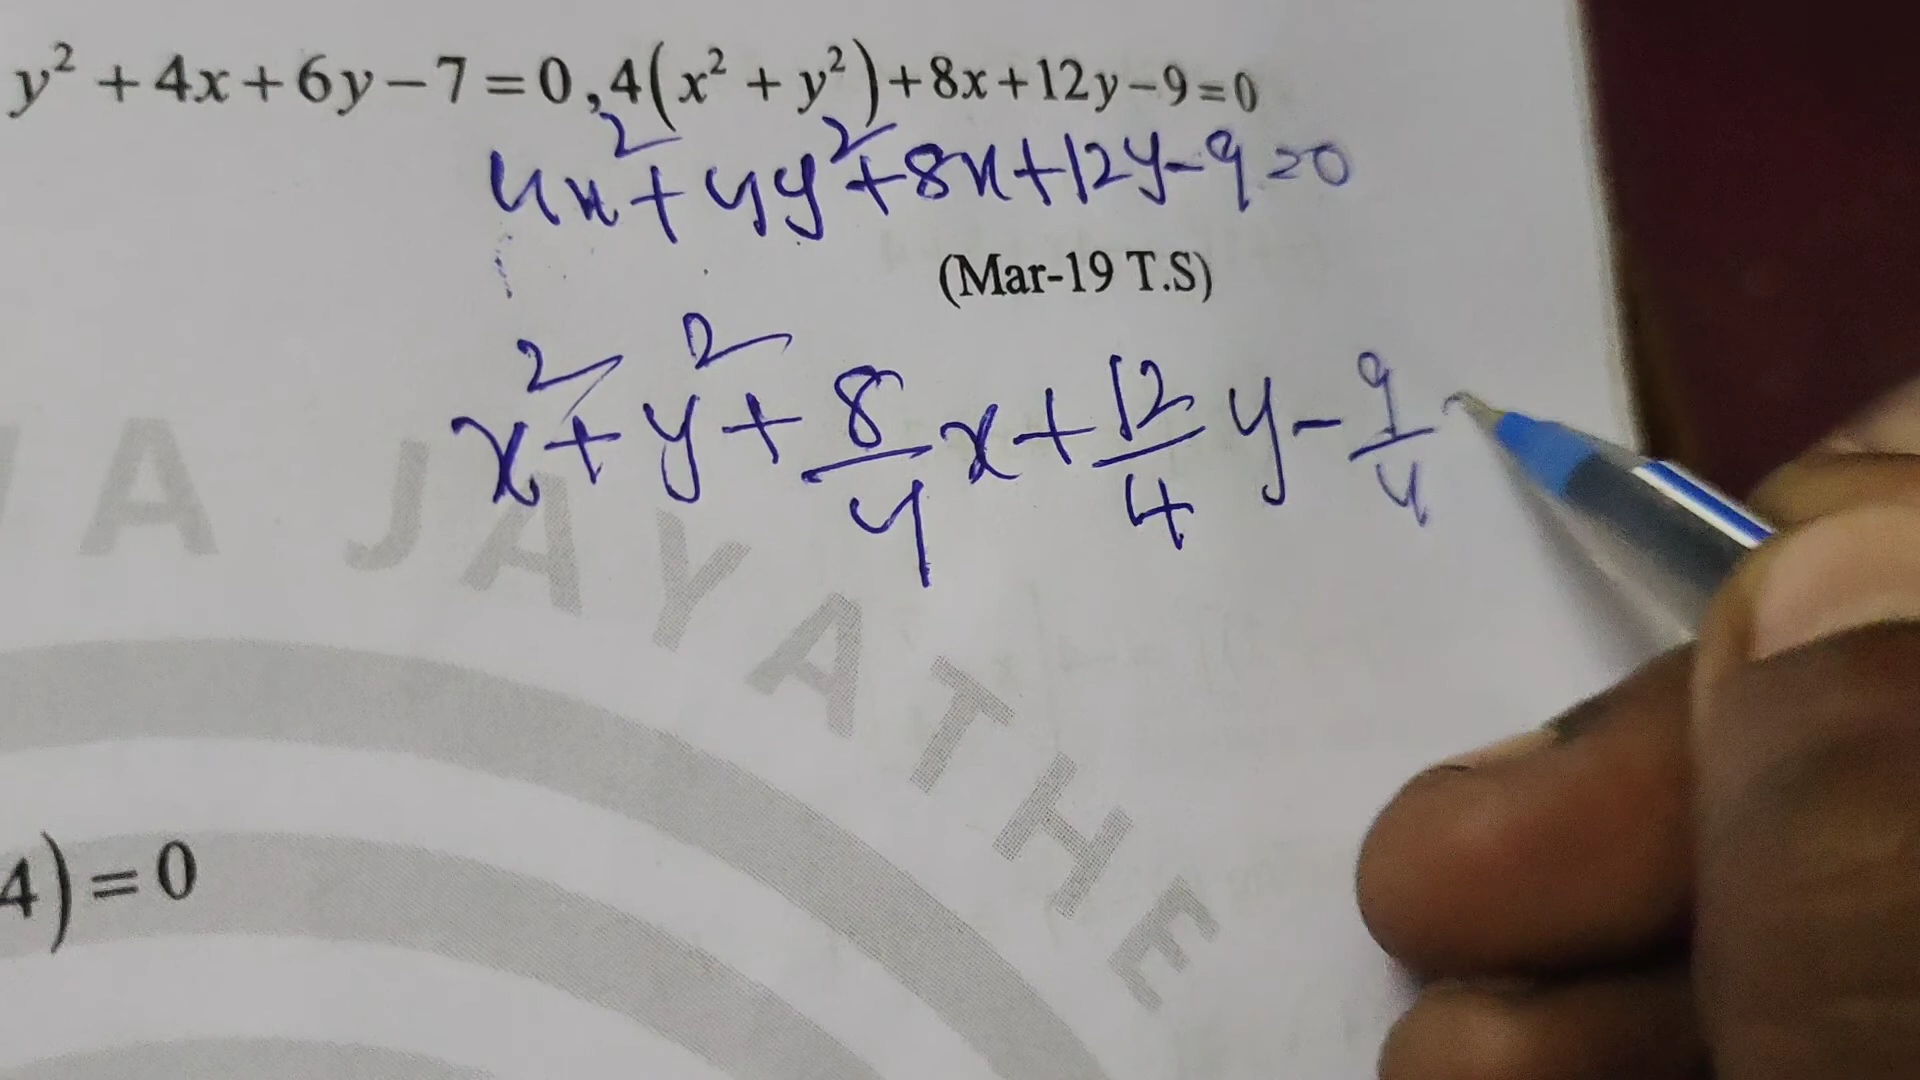 y² + 4x + 6y − 7 = 0 , 4(x² + y²) + 8x + 12y − 9 = 0
4x² + 4y² + 8x + 12y − 9 = 0
(Mar-19 T.S)
x² + y² + 8/4 x + 12/4 y − 9/4
A JAYATHE
4) = 0